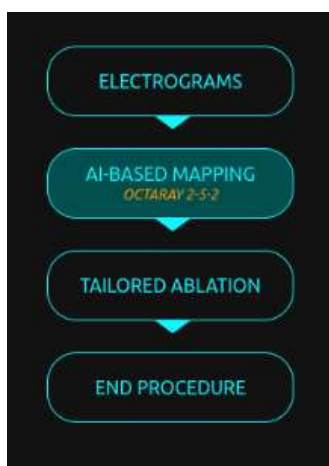 ELECTROGRAMS
AI-BASED MAPPING
OCTARAY 2-5-2
TAILORED ABLATION
END PROCEDURE